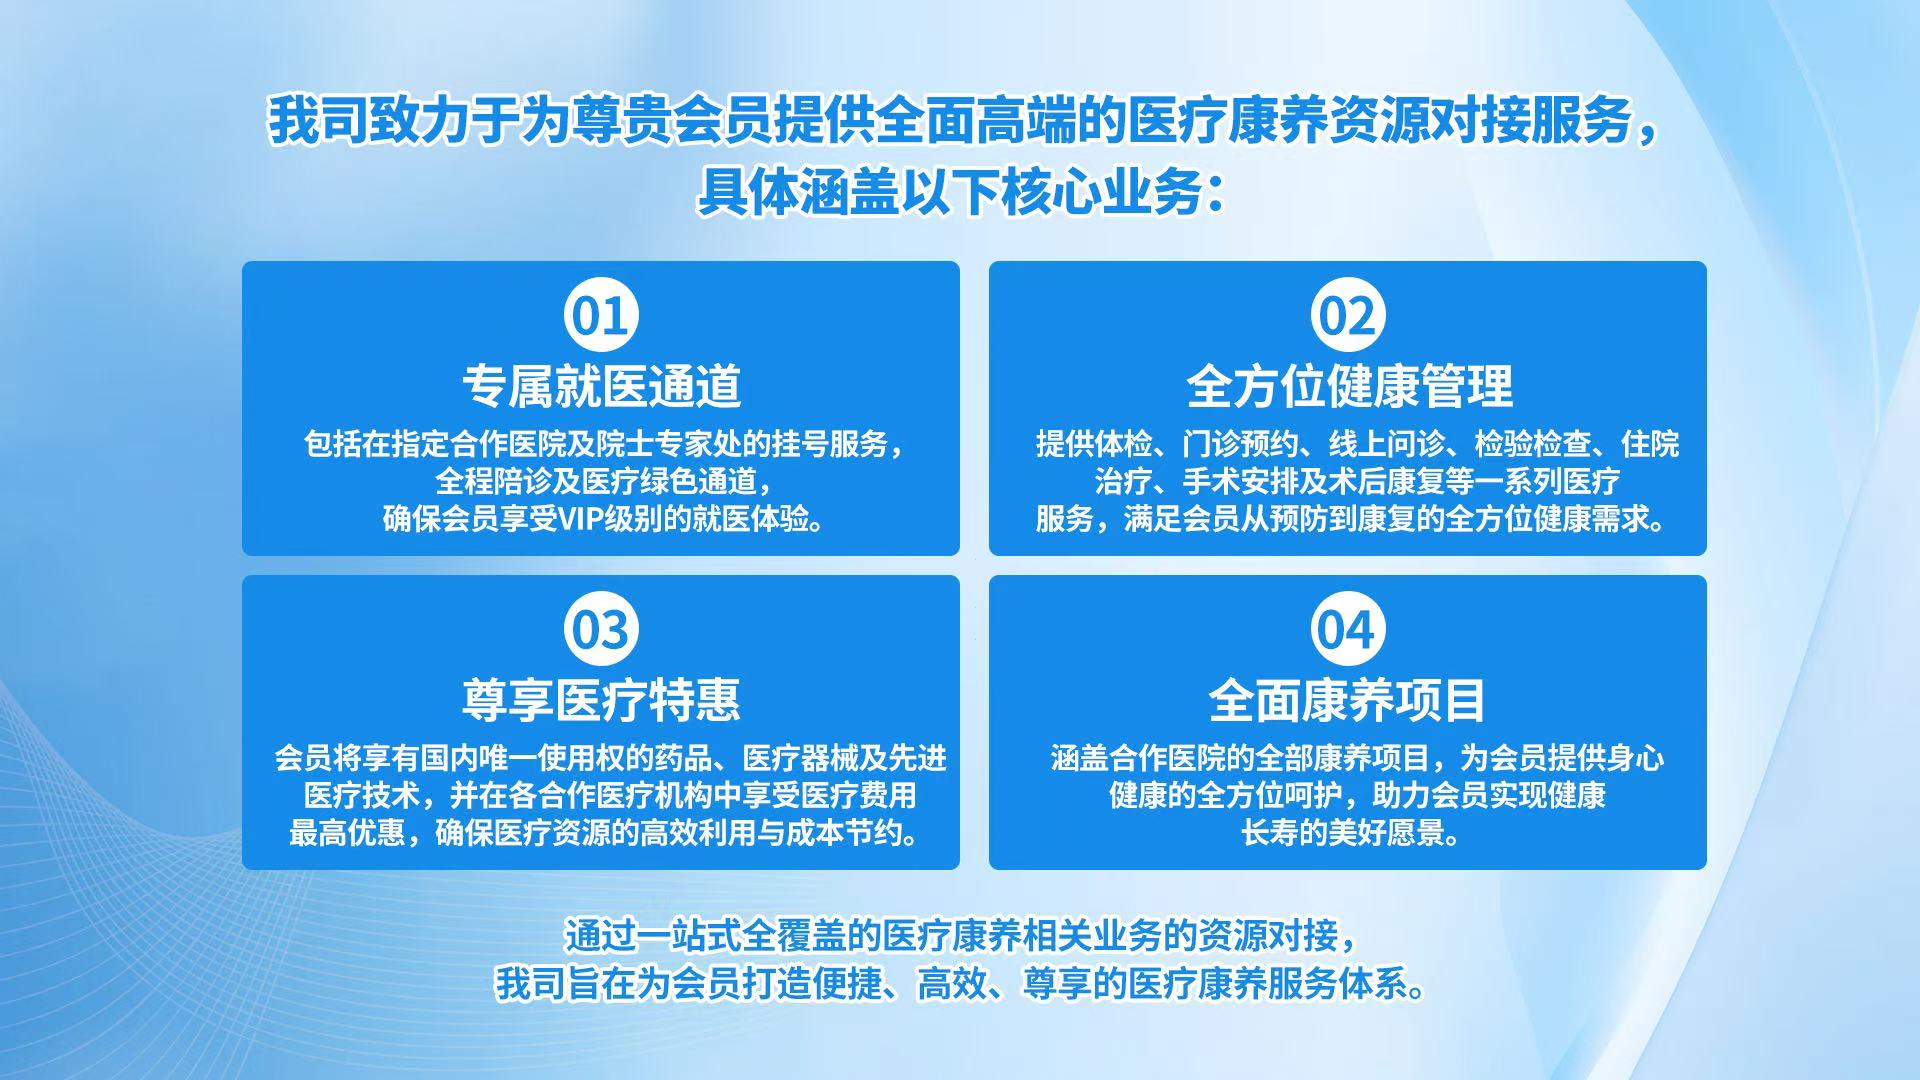 我司致力于为尊贵会员提供全面高端的医疗康养资源对接服务，
具体涵盖以下核心业务：
01
专属就医通道
包括在指定合作医院及院士专家处的挂号服务，
全程陪诊及医疗绿色通道，
确保会员享受VIP级别的就医体验。
02
全方位健康管理
提供体检、门诊预约、线上问诊、检验检查、住院
治疗、手术安排及术后康复等一系列医疗
服务，满足会员从预防到康复的全方位健康需求。
03
尊享医疗特惠
会员将享有国内唯一使用权的药品、医疗器械及先进
医疗技术，并在各合作医疗机构中享受医疗费用
最高优惠，确保医疗资源的高效利用与成本节约。
04
全面康养项目
涵盖合作医院的全部康养项目，为会员提供身心
健康的全方位呵护，助力会员实现健康
长寿的美好愿景。
通过一站式全覆盖的医疗康养相关业务的资源对接，
我司旨在为会员打造便捷、高效、尊享的医疗康养服务体系。